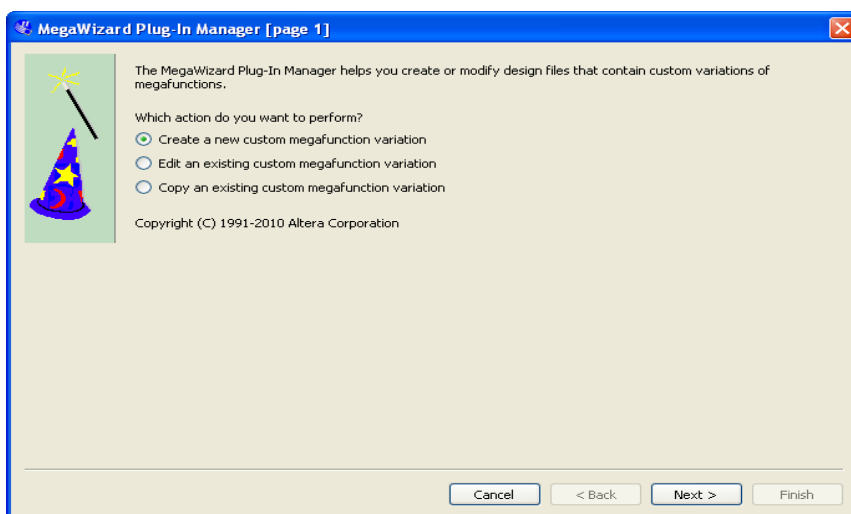 MegaWizard Plug-In Manager [page 1]
The MegaWizard Plug-In Manager helps you create or modify design files that contain custom variations of
megafunctions.
Which action do you want to perform?
Create a new custom megafunction variation
Edit an existing custom megafunction variation
Copy an existing custom megafunction variation
Copyright (C) 1991-2010 Altera Corporation
Cancel < Back Next > Finish